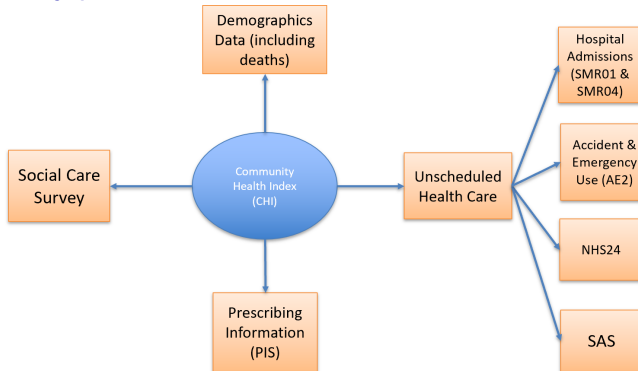 Demographics
Data (including
deaths)
Hospital
Admissions
(SMR01 &
SMR04)
Social Care
Survey
Community
Health Index
(CHI)
Unscheduled
Health Care
Accident &
Emergency
Use (AE2)
NHS24
Prescribing
Information
(PIS)
SAS